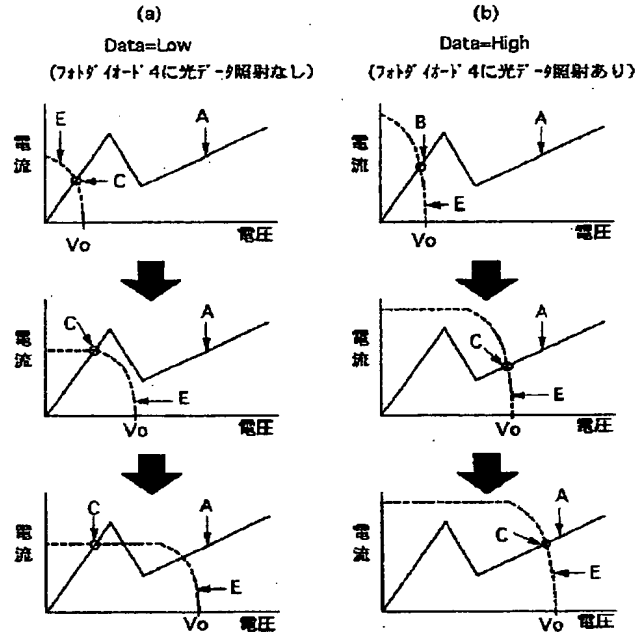 (a)
Data=Low
(フォトダイオード4に光データ照射なし)
電流
E
A
C
Vo
電圧
電流
C
A
E
Vo
電圧
電流
C
A
E
Vo
電圧
(b)
Data=High
(フォトダイオード4に光データ照射あり)
電流
B
A
E
Vo
電圧
電流
A
C
E
Vo
電圧
電流
A
C
E
Vo
電圧